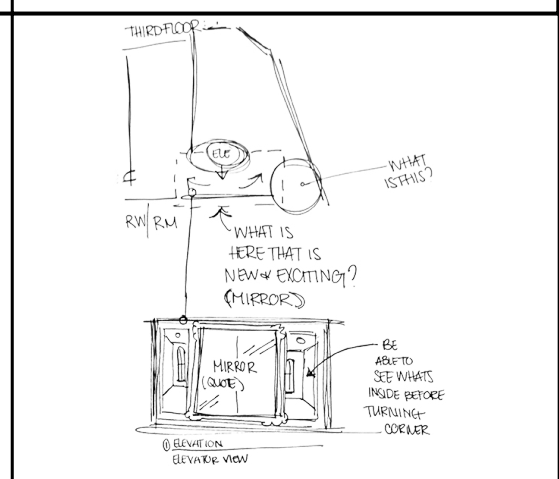 THIRD FLOOR
ELE
WHAT
IS THIS?
RW/RM
WHAT IS
HERE THAT IS
NEW & EXCITING?
(MIRROR)
MIRROR
(QUOTE)
BE
ABLE TO
SEE WHATS
INSIDE BEFORE
TURNING
CORNER
① ELEVATION
ELEVATOR VIEW